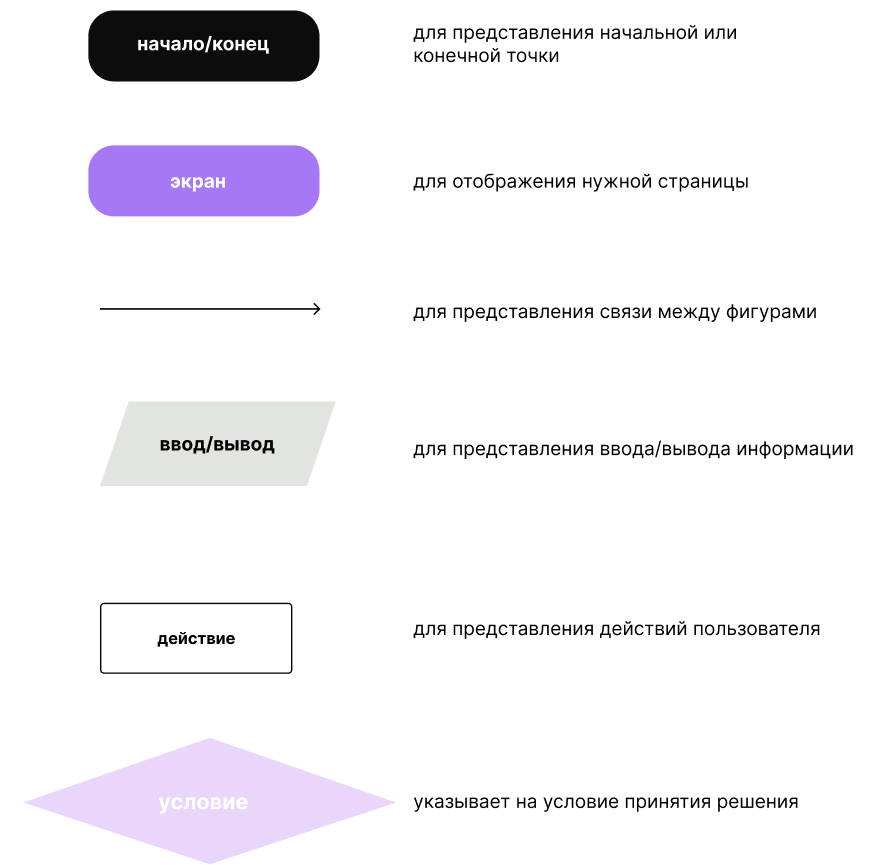 начало/конец
для представления начальной или
конечной точки
экран
для отображения нужной страницы
для представления связи между фигурами
ввод/вывод
для представления ввода/вывода информации
действие
для представления действий пользователя
условие
указывает на условие принятия решения